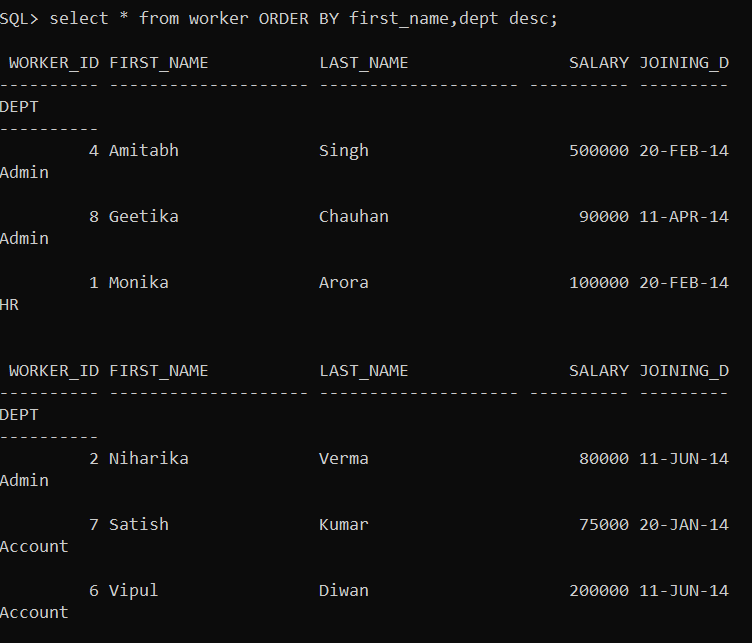 SQL> select * from worker ORDER BY first_name,dept desc;
WORKER_ID FIRST_NAME           LAST_NAME                SALARY JOINING_D
---------- -------------------- -------------------- ---------- ---------
DEPT
----------
         4 Amitabh              Singh                    500000 20-FEB-14
Admin
         8 Geetika              Chauhan                   90000 11-APR-14
Admin
         1 Monika               Arora                    100000 20-FEB-14
HR
WORKER_ID FIRST_NAME           LAST_NAME                SALARY JOINING_D
---------- -------------------- -------------------- ---------- ---------
DEPT
----------
         2 Niharika             Verma                     80000 11-JUN-14
Admin
         7 Satish               Kumar                     75000 20-JAN-14
Account
         6 Vipul                Diwan                    200000 11-JUN-14
Account